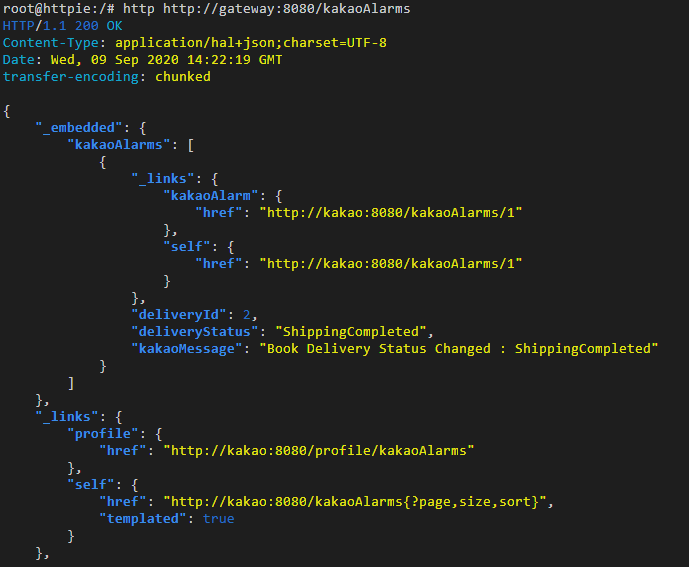 root@httpie:/# http http://gateway:8080/kakaoAlarms
HTTP/1.1 200 OK
Content-Type: application/hal+json;charset=UTF-8
Date: Wed, 09 Sep 2020 14:22:19 GMT
transfer-encoding: chunked

{
    "_embedded": {
        "kakaoAlarms": [
            {
                "_links": {
                    "kakaoAlarm": {
                        "href": "http://kakao:8080/kakaoAlarms/1"
                    },
                    "self": {
                        "href": "http://kakao:8080/kakaoAlarms/1"
                    }
                },
                "deliveryId": 2,
                "deliveryStatus": "ShippingCompleted",
                "kakaoMessage": "Book Delivery Status Changed : ShippingCompleted"
            }
        ]
    },
    "_links": {
        "profile": {
            "href": "http://kakao:8080/profile/kakaoAlarms"
        },
        "self": {
            "href": "http://kakao:8080/kakaoAlarms{?page,size,sort}",
            "templated": true
        }
    },